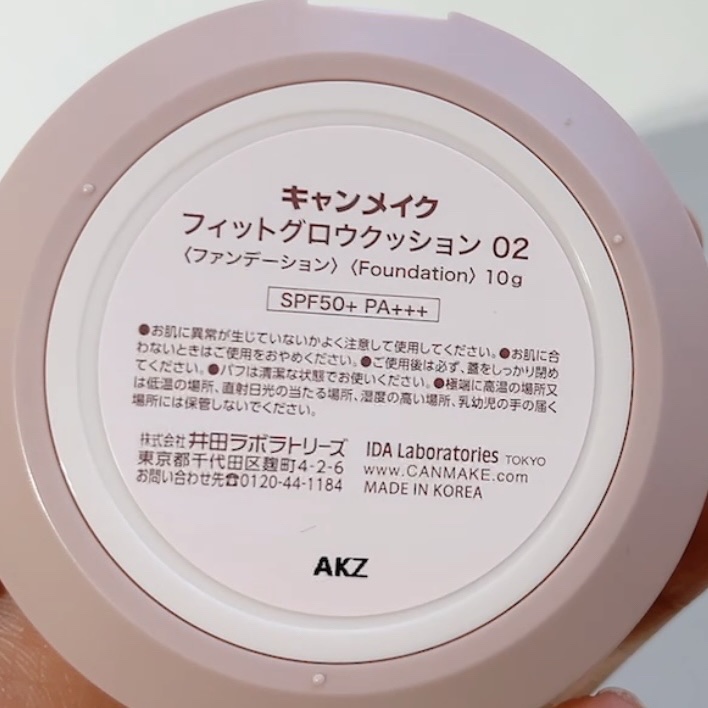 キャンメイク
フィットグロウクッション 02
〈ファンデーション〉〈Foundation〉10g
SPF50+ PA+++
●お肌に異常が生じていないかよく注意して使用してください。●お肌に合
わないときはご使用をおやめください。●ご使用後は必ず、蓋をしっかり閉め
てください。●パフは清潔な状態でお使いください。●極端に高温の場所又
は低温の場所、直射日光の当たる場所、湿度の高い場所、乳幼児の手の届く
場所には保管しないでください。
株式会社 井田ラボラトリーズ
東京都千代田区麹町4-2-6
お問い合わせ先☎0120-44-1184
IDA Laboratories TOKYO
www.CANMAKE.com
MADE IN KOREA
AKZ